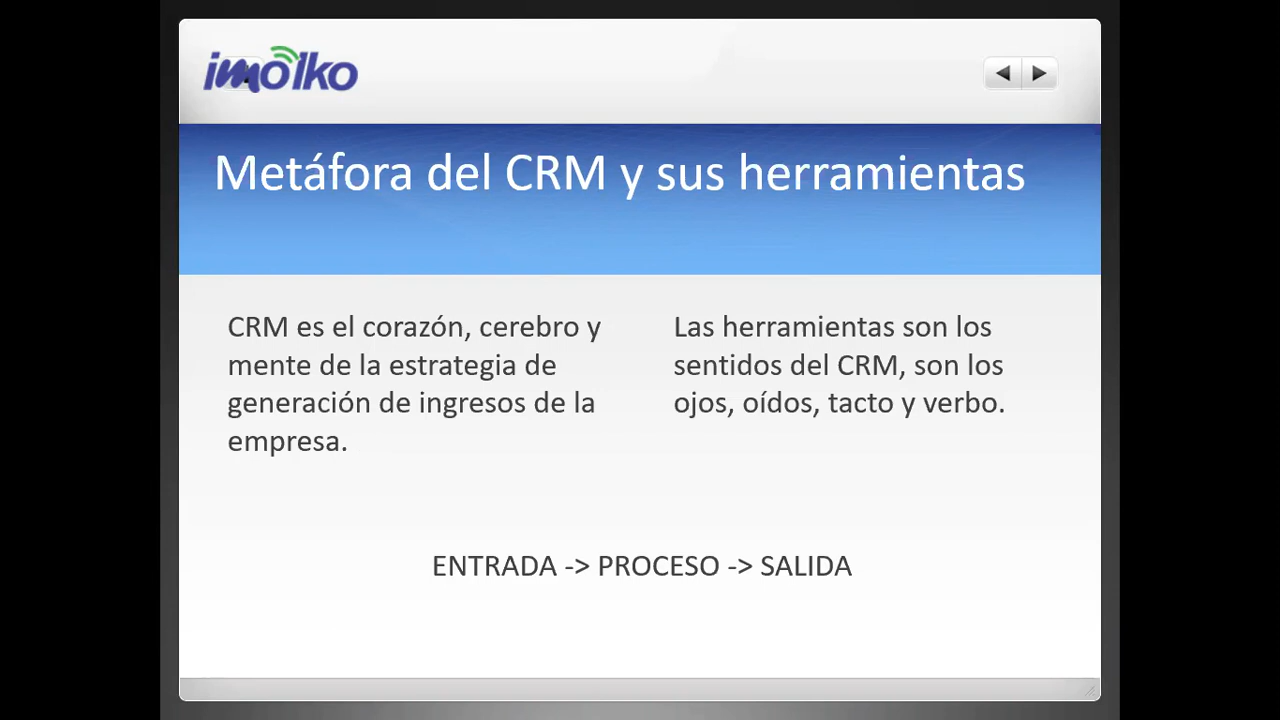 imolko
Metáfora del CRM y sus herramientas
CRM es el corazón, cerebro y
mente de la estrategia de
generación de ingresos de la
empresa.
Las herramientas son los
sentidos del CRM, son los
ojos, oídos, tacto y verbo.
ENTRADA -> PROCESO -> SALIDA